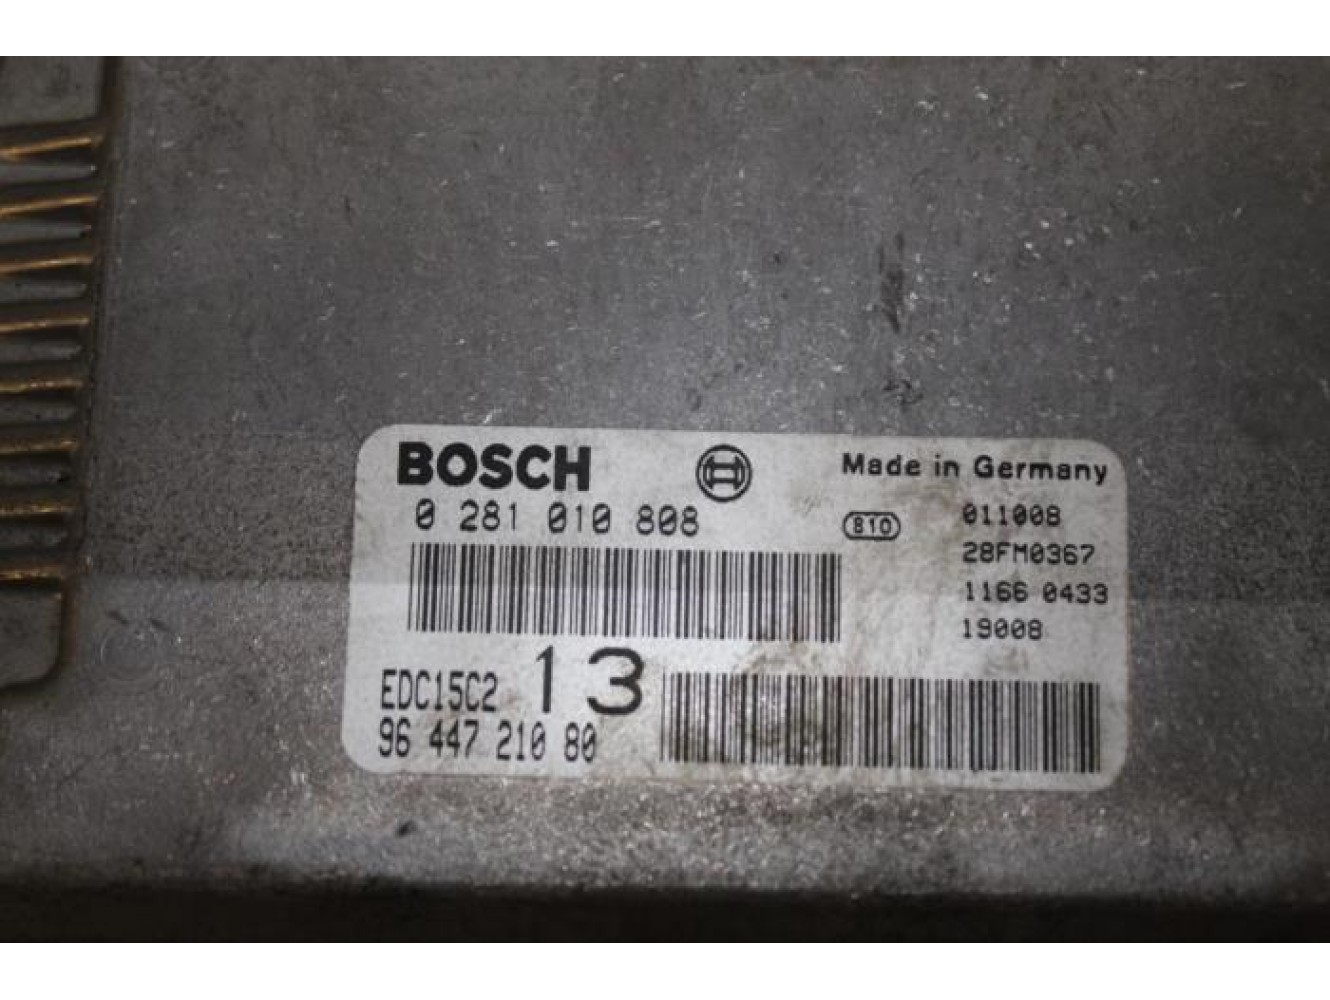 BOSCH
Made in Germany
0 281 010 808
810
011008
28FM0367
1166 0433
19008
EDC15C2 13
96 447 210 80